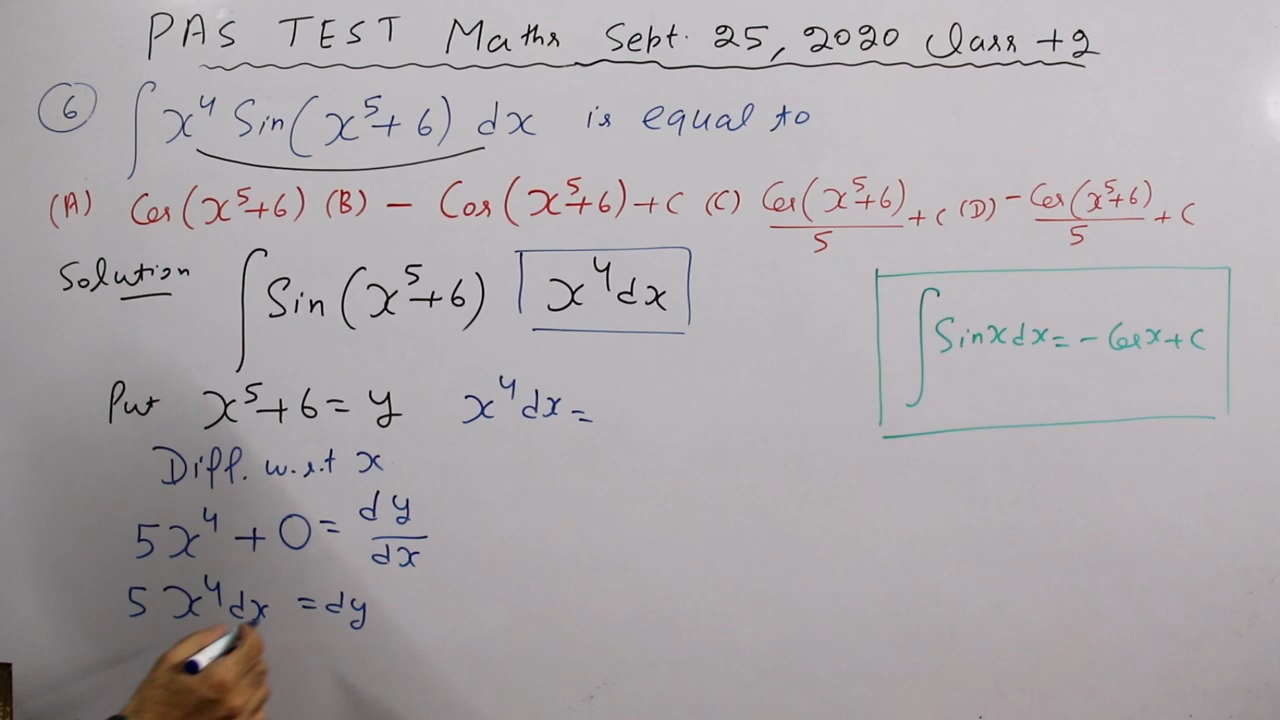 PAS TEST Maths Sept. 25, 2020 Class +2
6 ∫ x⁴ Sin(x⁵+6) dx is equal to
(A) Cos(x⁵+6) (B) - Cos(x⁵+6)+C (C) Cos(x⁵+6)/5 + C (D) - Cos(x⁵+6)/5 + C
Solution ∫ Sin(x⁵+6) x⁴dx
∫ Sinx dx = - Cosx + C
Put x⁵+6 = y x⁴dx =
Diff. w.r.t x
5x⁴ + 0 = dy/dx
5x⁴dx = dy